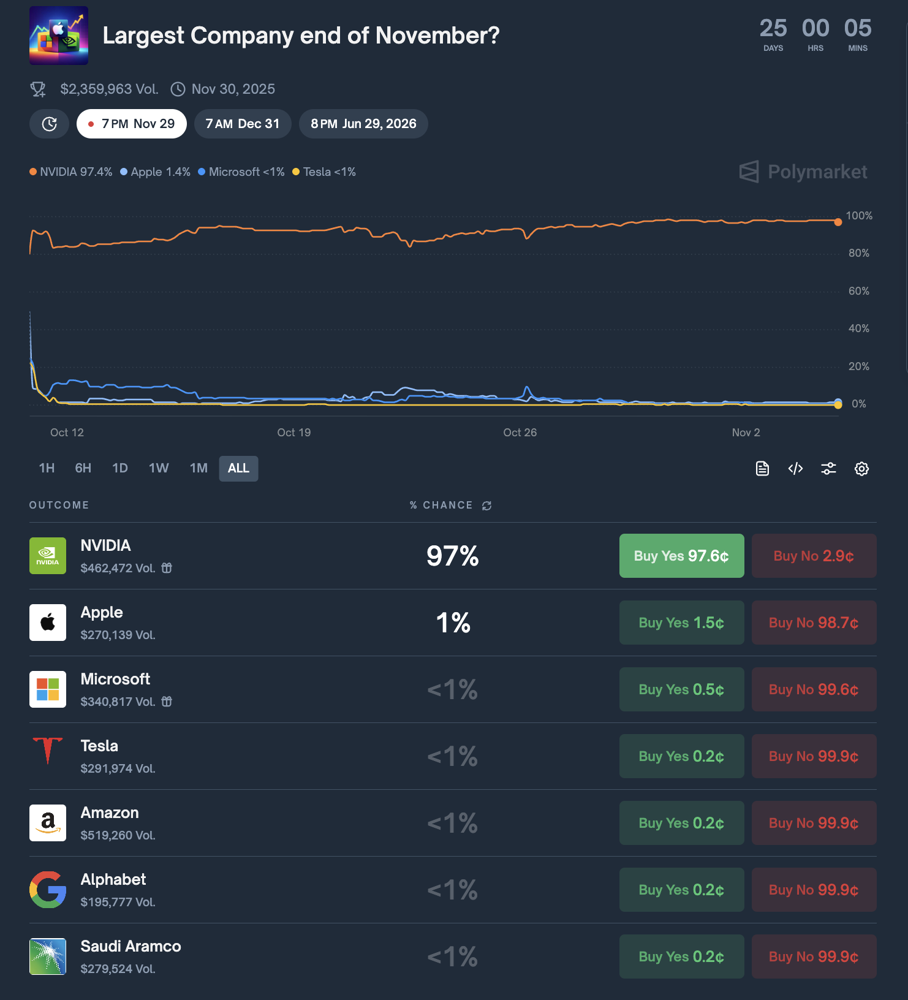 Largest Company end of November?
25 00 05
DAYS HRS MINS
$2,359,963 Vol. Nov 30, 2025
7 PM Nov 29 7 AM Dec 31 8 PM Jun 29, 2026
NVIDIA 97.4% Apple 1.4% Microsoft <1% Tesla <1%
Polymarket
100%
80%
60%
40%
20%
0%
Oct 12 Oct 19 Oct 26 Nov 2
1H 6H 1D 1W 1M ALL
OUTCOME % CHANCE
NVIDIA
NVIDIA
$462,472 Vol.
97%
Buy Yes 97.6¢ Buy No 2.9¢
Apple
$270,139 Vol.
1%
Buy Yes 1.5¢ Buy No 98.7¢
Microsoft
$340,817 Vol.
<1%
Buy Yes 0.5¢ Buy No 99.6¢
Tesla
$291,974 Vol.
<1%
Buy Yes 0.2¢ Buy No 99.9¢
a
Amazon
$519,260 Vol.
<1%
Buy Yes 0.2¢ Buy No 99.9¢
Alphabet
$195,777 Vol.
<1%
Buy Yes 0.2¢ Buy No 99.9¢
Saudi Aramco
$279,524 Vol.
<1%
Buy Yes 0.2¢ Buy No 99.9¢